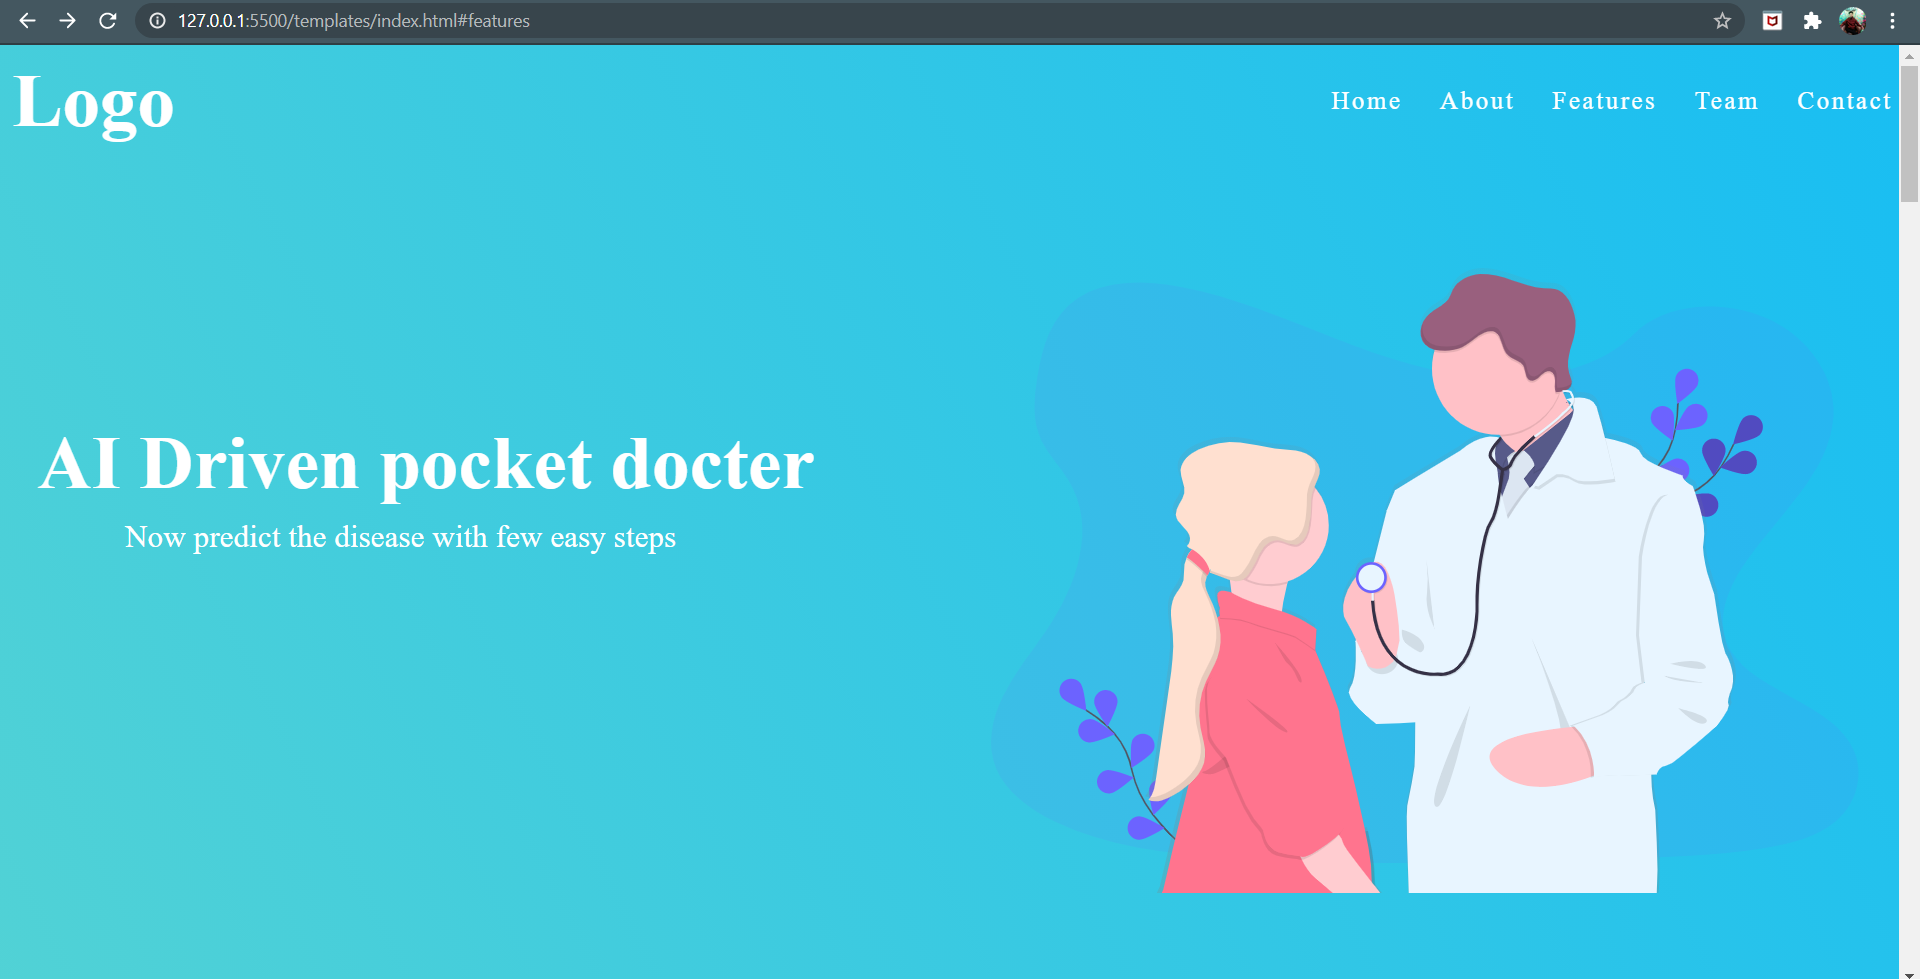 127.0.0.1:5500/templates/index.html#features
Logo
Home About Features Team Contact
AI Driven pocket docter
Now predict the disease with few easy steps